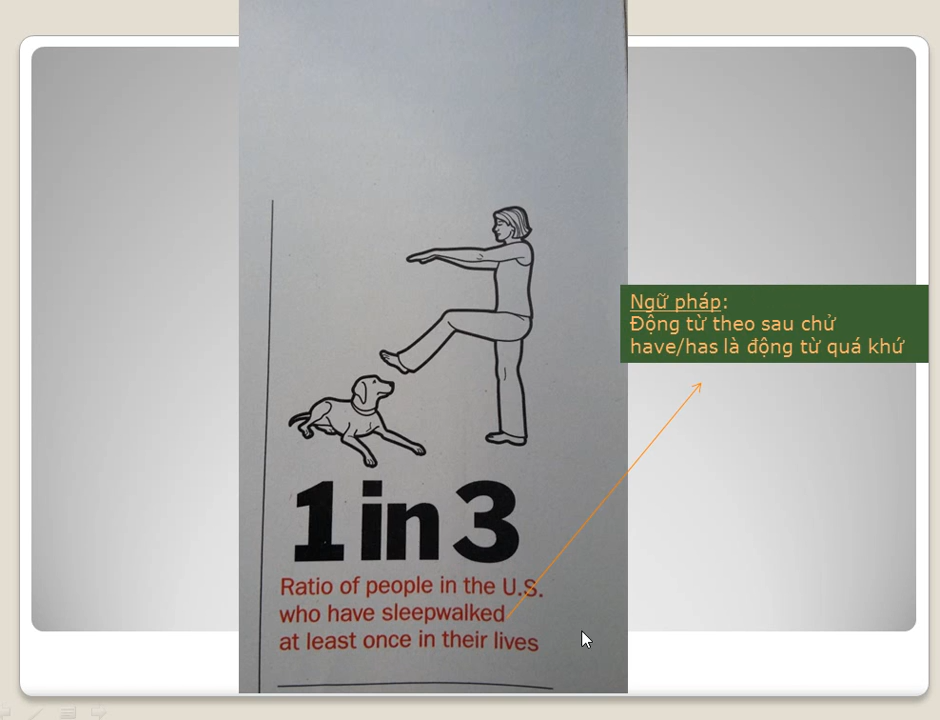 1 in 3
Ratio of people in the U.S.
who have sleepwalked
at least once in their lives
Ngữ pháp:
Động từ theo sau chử
have/has là động từ quá khứ